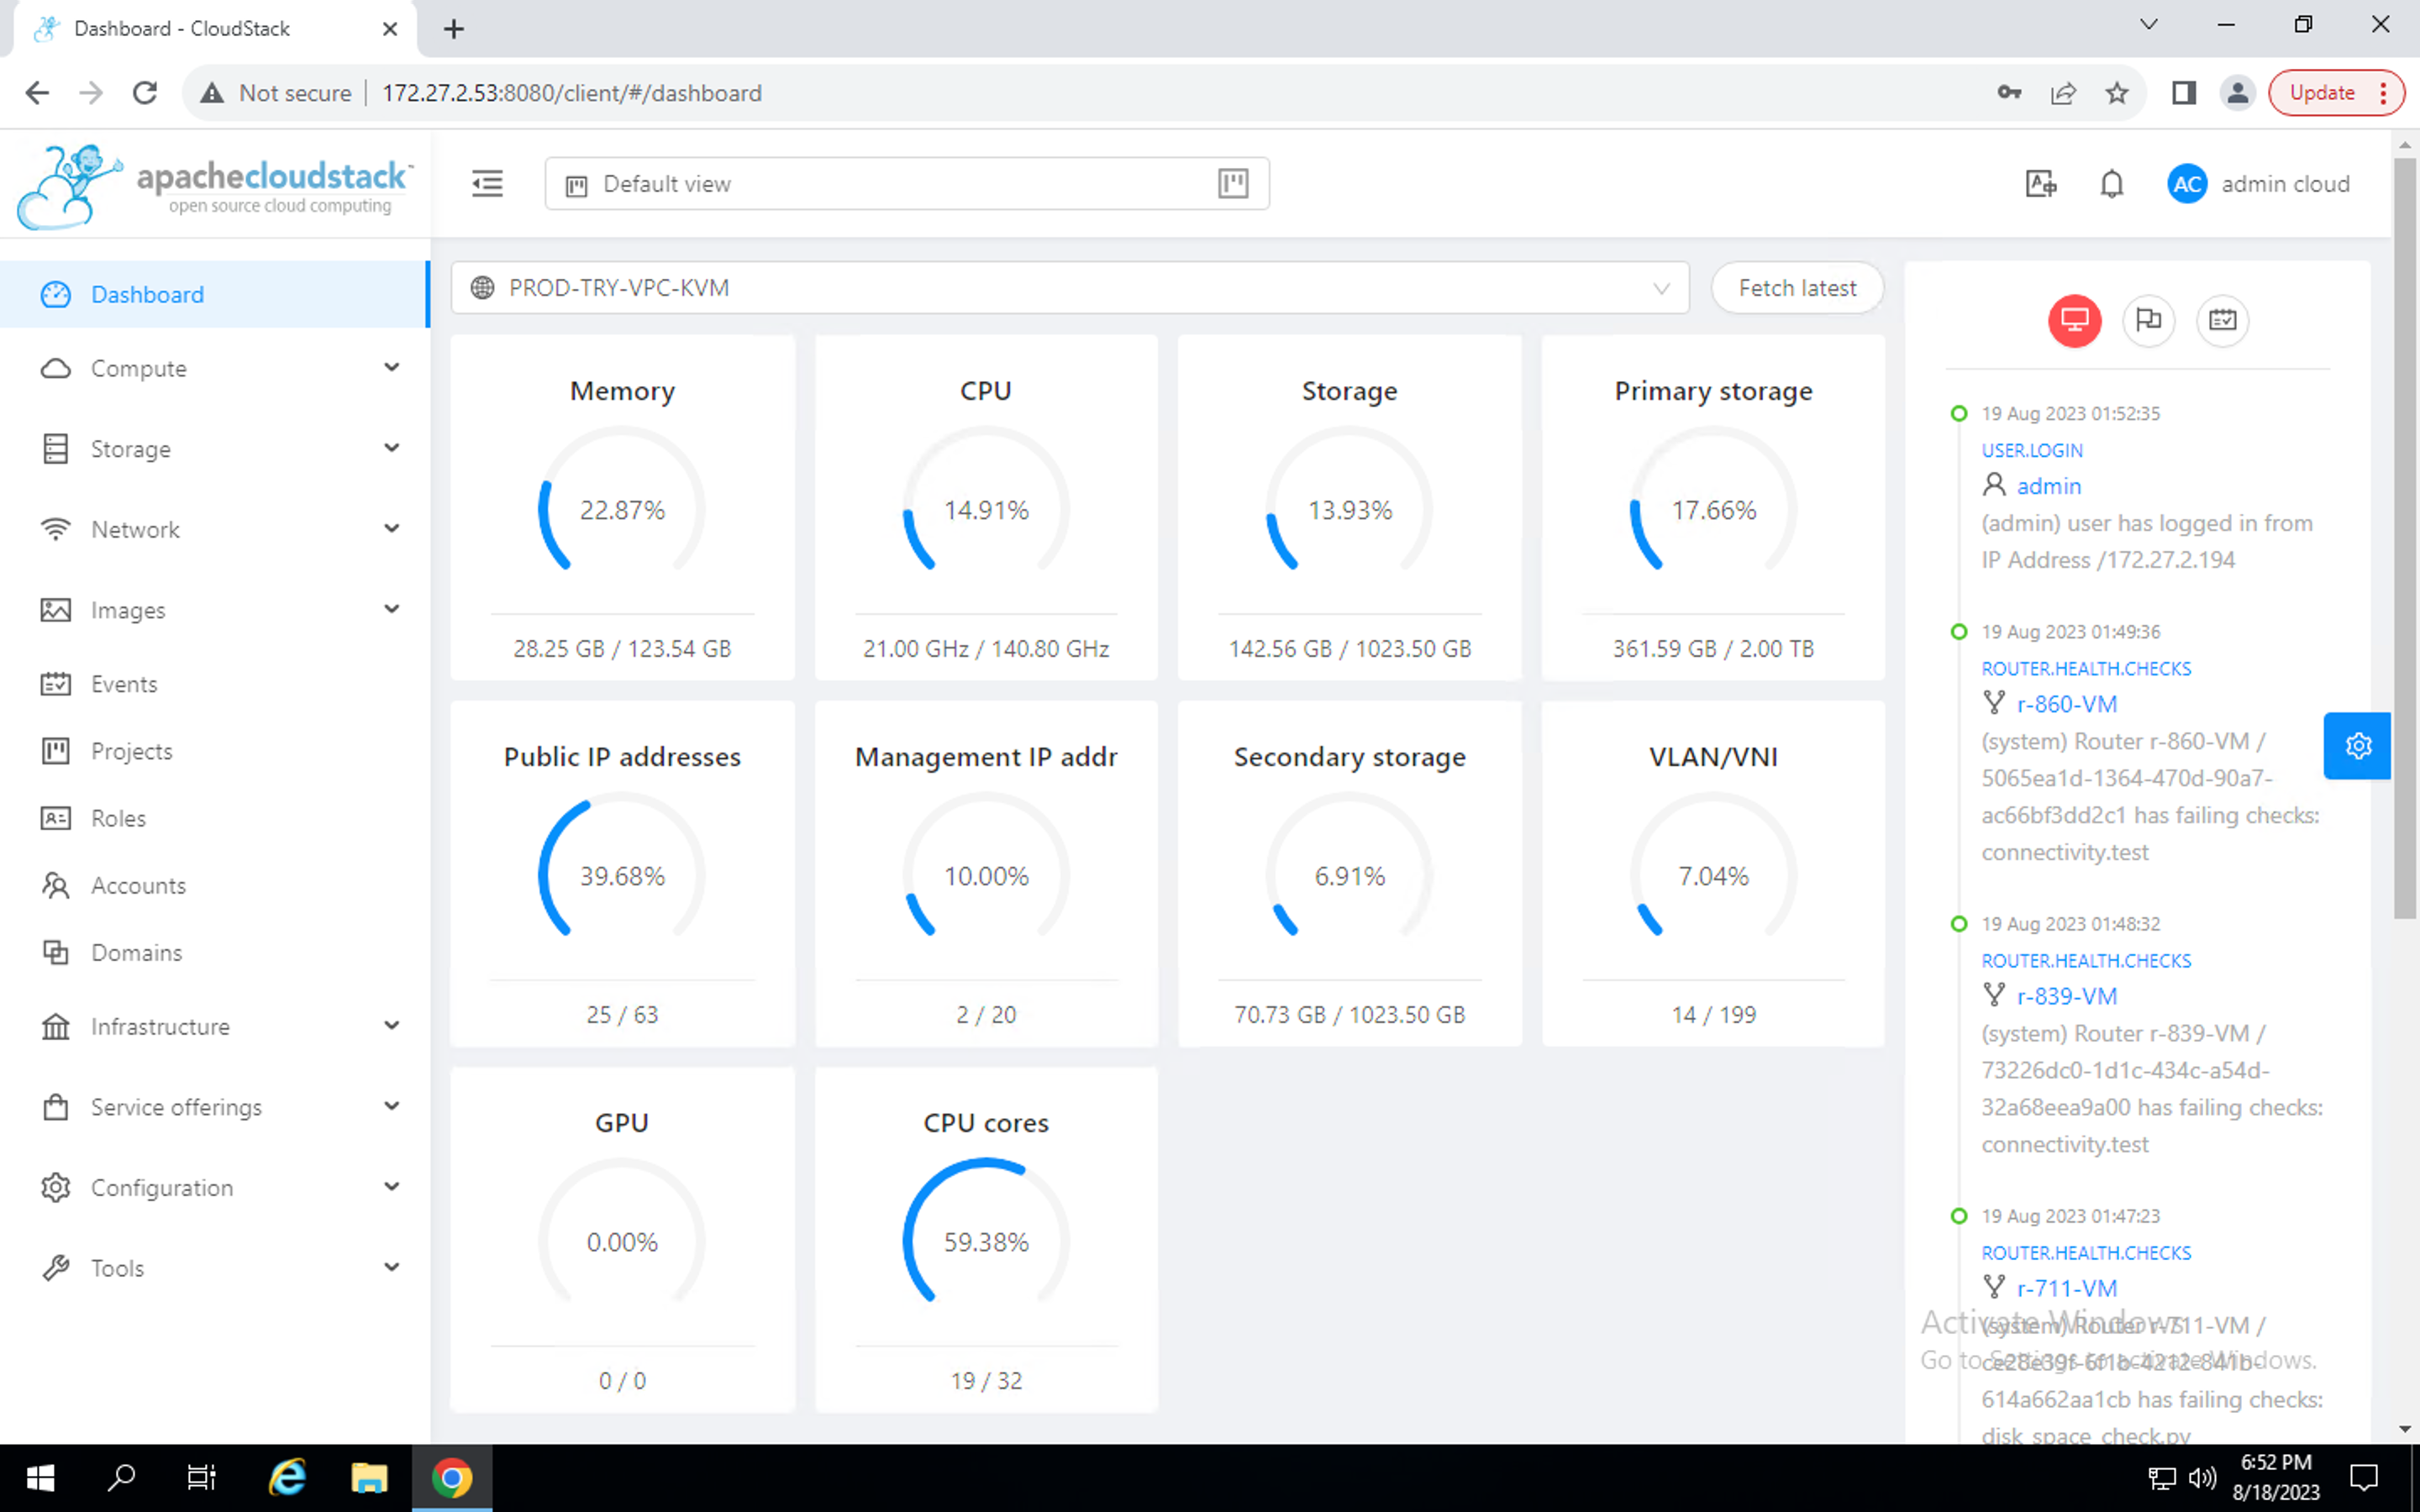 Dashboard - CloudStack
Not secure
172.27.2.53:8080/client/#/dashboard
Update
apachecloudstack™
open source cloud computing
Default view
AC
admin cloud
Dashboard
Compute
Storage
Network
Images
Events
Projects
Roles
Accounts
Domains
Infrastructure
Service offerings
Configuration
Tools
PROD-TRY-VPC-KVM
Fetch latest
Memory
22.87%
28.25 GB / 123.54 GB
CPU
14.91%
21.00 GHz / 140.80 GHz
Storage
13.93%
142.56 GB / 1023.50 GB
Primary storage
17.66%
361.59 GB / 2.00 TB
Public IP addresses
39.68%
25 / 63
Management IP addr
10.00%
2 / 20
Secondary storage
6.91%
70.73 GB / 1023.50 GB
VLAN/VNI
7.04%
14 / 199
GPU
0.00%
0 / 0
CPU cores
59.38%
19 / 32
19 Aug 2023 01:52:35
USER.LOGIN
admin
(admin) user has logged in from
IP Address /172.27.2.194
19 Aug 2023 01:49:36
ROUTER.HEALTH.CHECKS
r-860-VM
(system) Router r-860-VM /
5065ea1d-1364-470d-90a7-
ac66bf3dd2c1 has failing checks:
connectivity.test
19 Aug 2023 01:48:32
ROUTER.HEALTH.CHECKS
r-839-VM
(system) Router r-839-VM /
73226dc0-1d1c-434c-a54d-
32a68eea9a00 has failing checks:
connectivity.test
19 Aug 2023 01:47:23
ROUTER.HEALTH.CHECKS
r-711-VM
(system) Router r-711-VM /
ce28e39f-6f1b-4212-841b-
614a662aa1cb has failing checks:
disk_space_check.py
Activate Windows
Go to Settings to activate Windows.
6:52 PM
8/18/2023